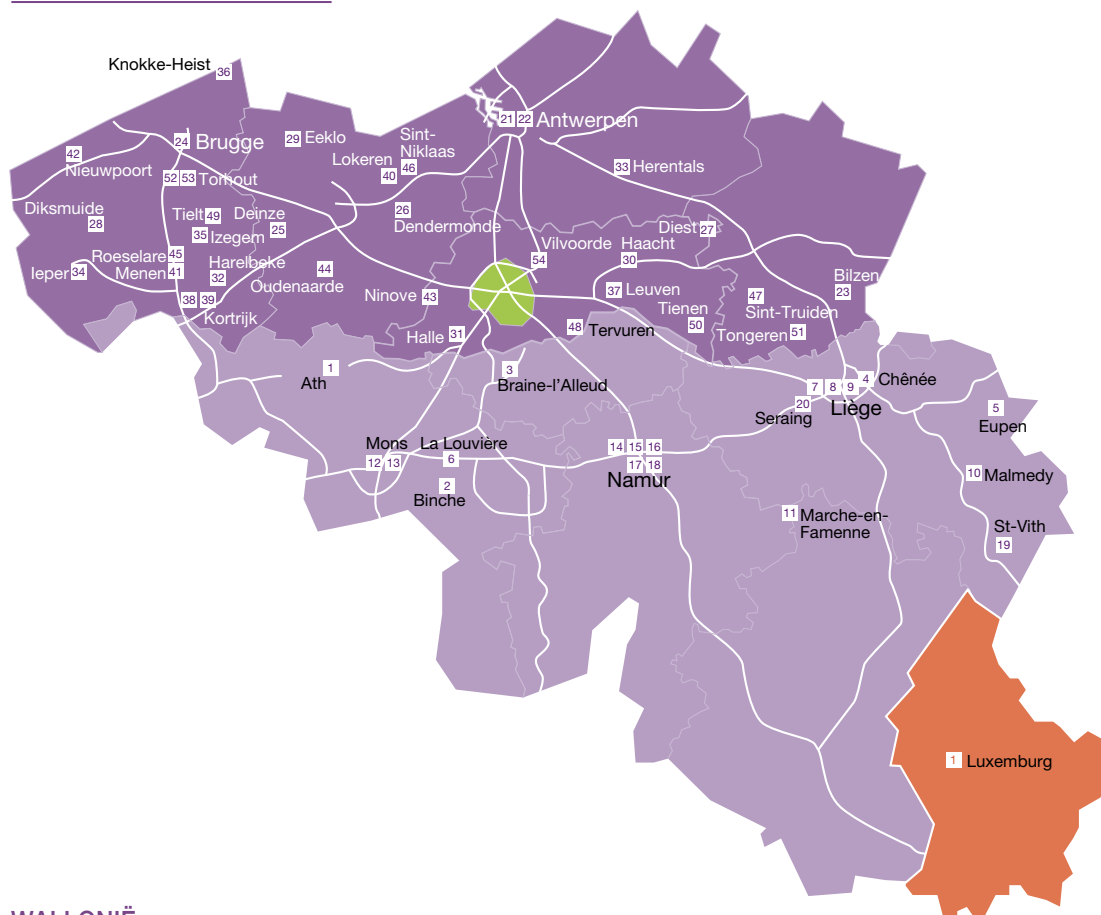 Knokke-Heist 36
21 22 Antwerpen
24 Brugge
29 Eeklo
Sint-
Niklaas
46
Lokeren
40
42
Nieuwpoort
52 53 Torhout
33 Herentals
Diksmuide
28
Tielt 49
Deinze
25
26
Dendermonde
35 Izegem
Diest 27
Vilvoorde
54
Haacht
30
Roeselare 45
Menen 41
Ieper 34
Harelbeke
32
44
Oudenaarde
Bilzen
23
38 39
Kortrijk
Ninove 43
37 Leuven
47
Sint-Truiden
Tienen
50
Tongeren 51
Halle 31
48 Tervuren
1
Ath
3
Braine-l'Alleud
7 8 9
Liège
4 Chênée
20
Seraing
5
Eupen
Mons
12 13
La Louvière
6
14 15 16
17 18
Namur
2
Binche
10 Malmedy
11 Marche-en-
Famenne
St-Vith
19
1 Luxemburg
WALLONIË